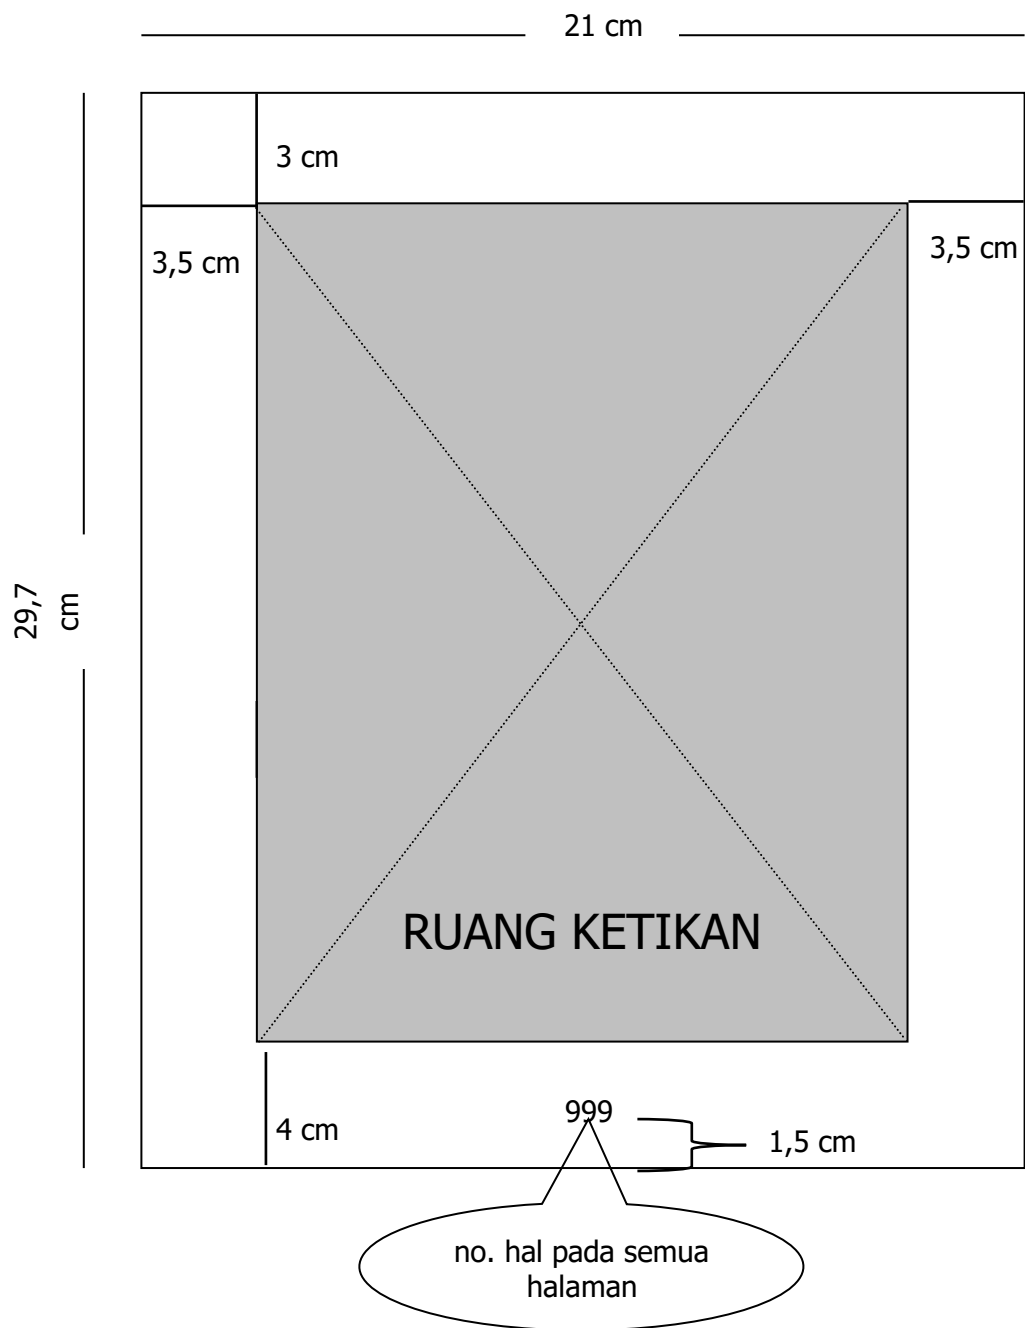 21 cm
3 cm
3,5 cm
3,5 cm
29,7
cm
RUANG KETIKAN
999
4 cm
1,5 cm
no. hal pada semua
halaman